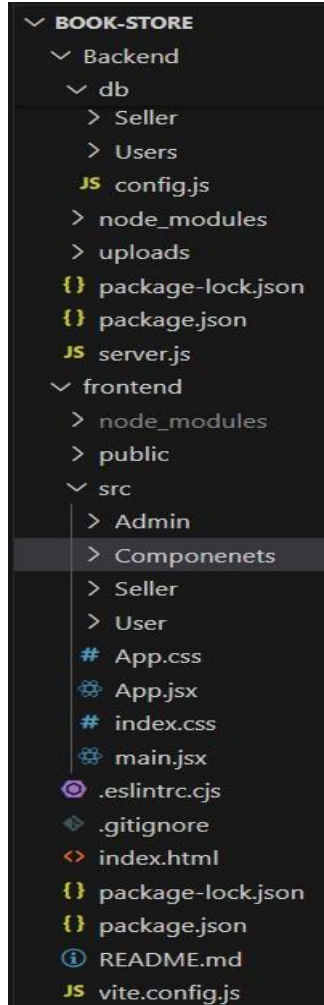 BOOK-STORE
Backend
db
Seller
Users
JS config.js
node_modules
uploads
{} package-lock.json
{} package.json
JS server.js
frontend
node_modules
public
src
Admin
Componenets
Seller
User
# App.css
App.jsx
# index.css
main.jsx
.eslintrc.cjs
.gitignore
<> index.html
{} package-lock.json
{} package.json
README.md
JS vite.config.js